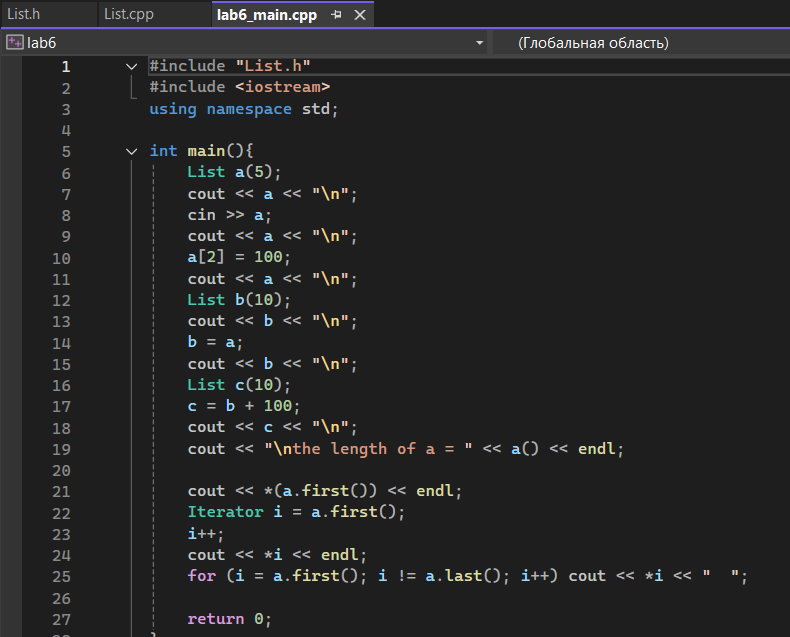 List.h List.cpp lab6_main.cpp
lab6 (Глобальная область)
1 #include "List.h"
2 #include <iostream>
3 using namespace std;
4
5 int main(){
6 List a(5);
7 cout << a << "\n";
8 cin >> a;
9 cout << a << "\n";
10 a[2] = 100;
11 cout << a << "\n";
12 List b(10);
13 cout << b << "\n";
14 b = a;
15 cout << b << "\n";
16 List c(10);
17 c = b + 100;
18 cout << c << "\n";
19 cout << "\nthe length of a = " << a() << endl;
20
21 cout << *(a.first()) << endl;
22 Iterator i = a.first();
23 i++;
24 cout << *i << endl;
25 for (i = a.first(); i != a.last(); i++) cout << *i << "  ";
26
27 return 0;